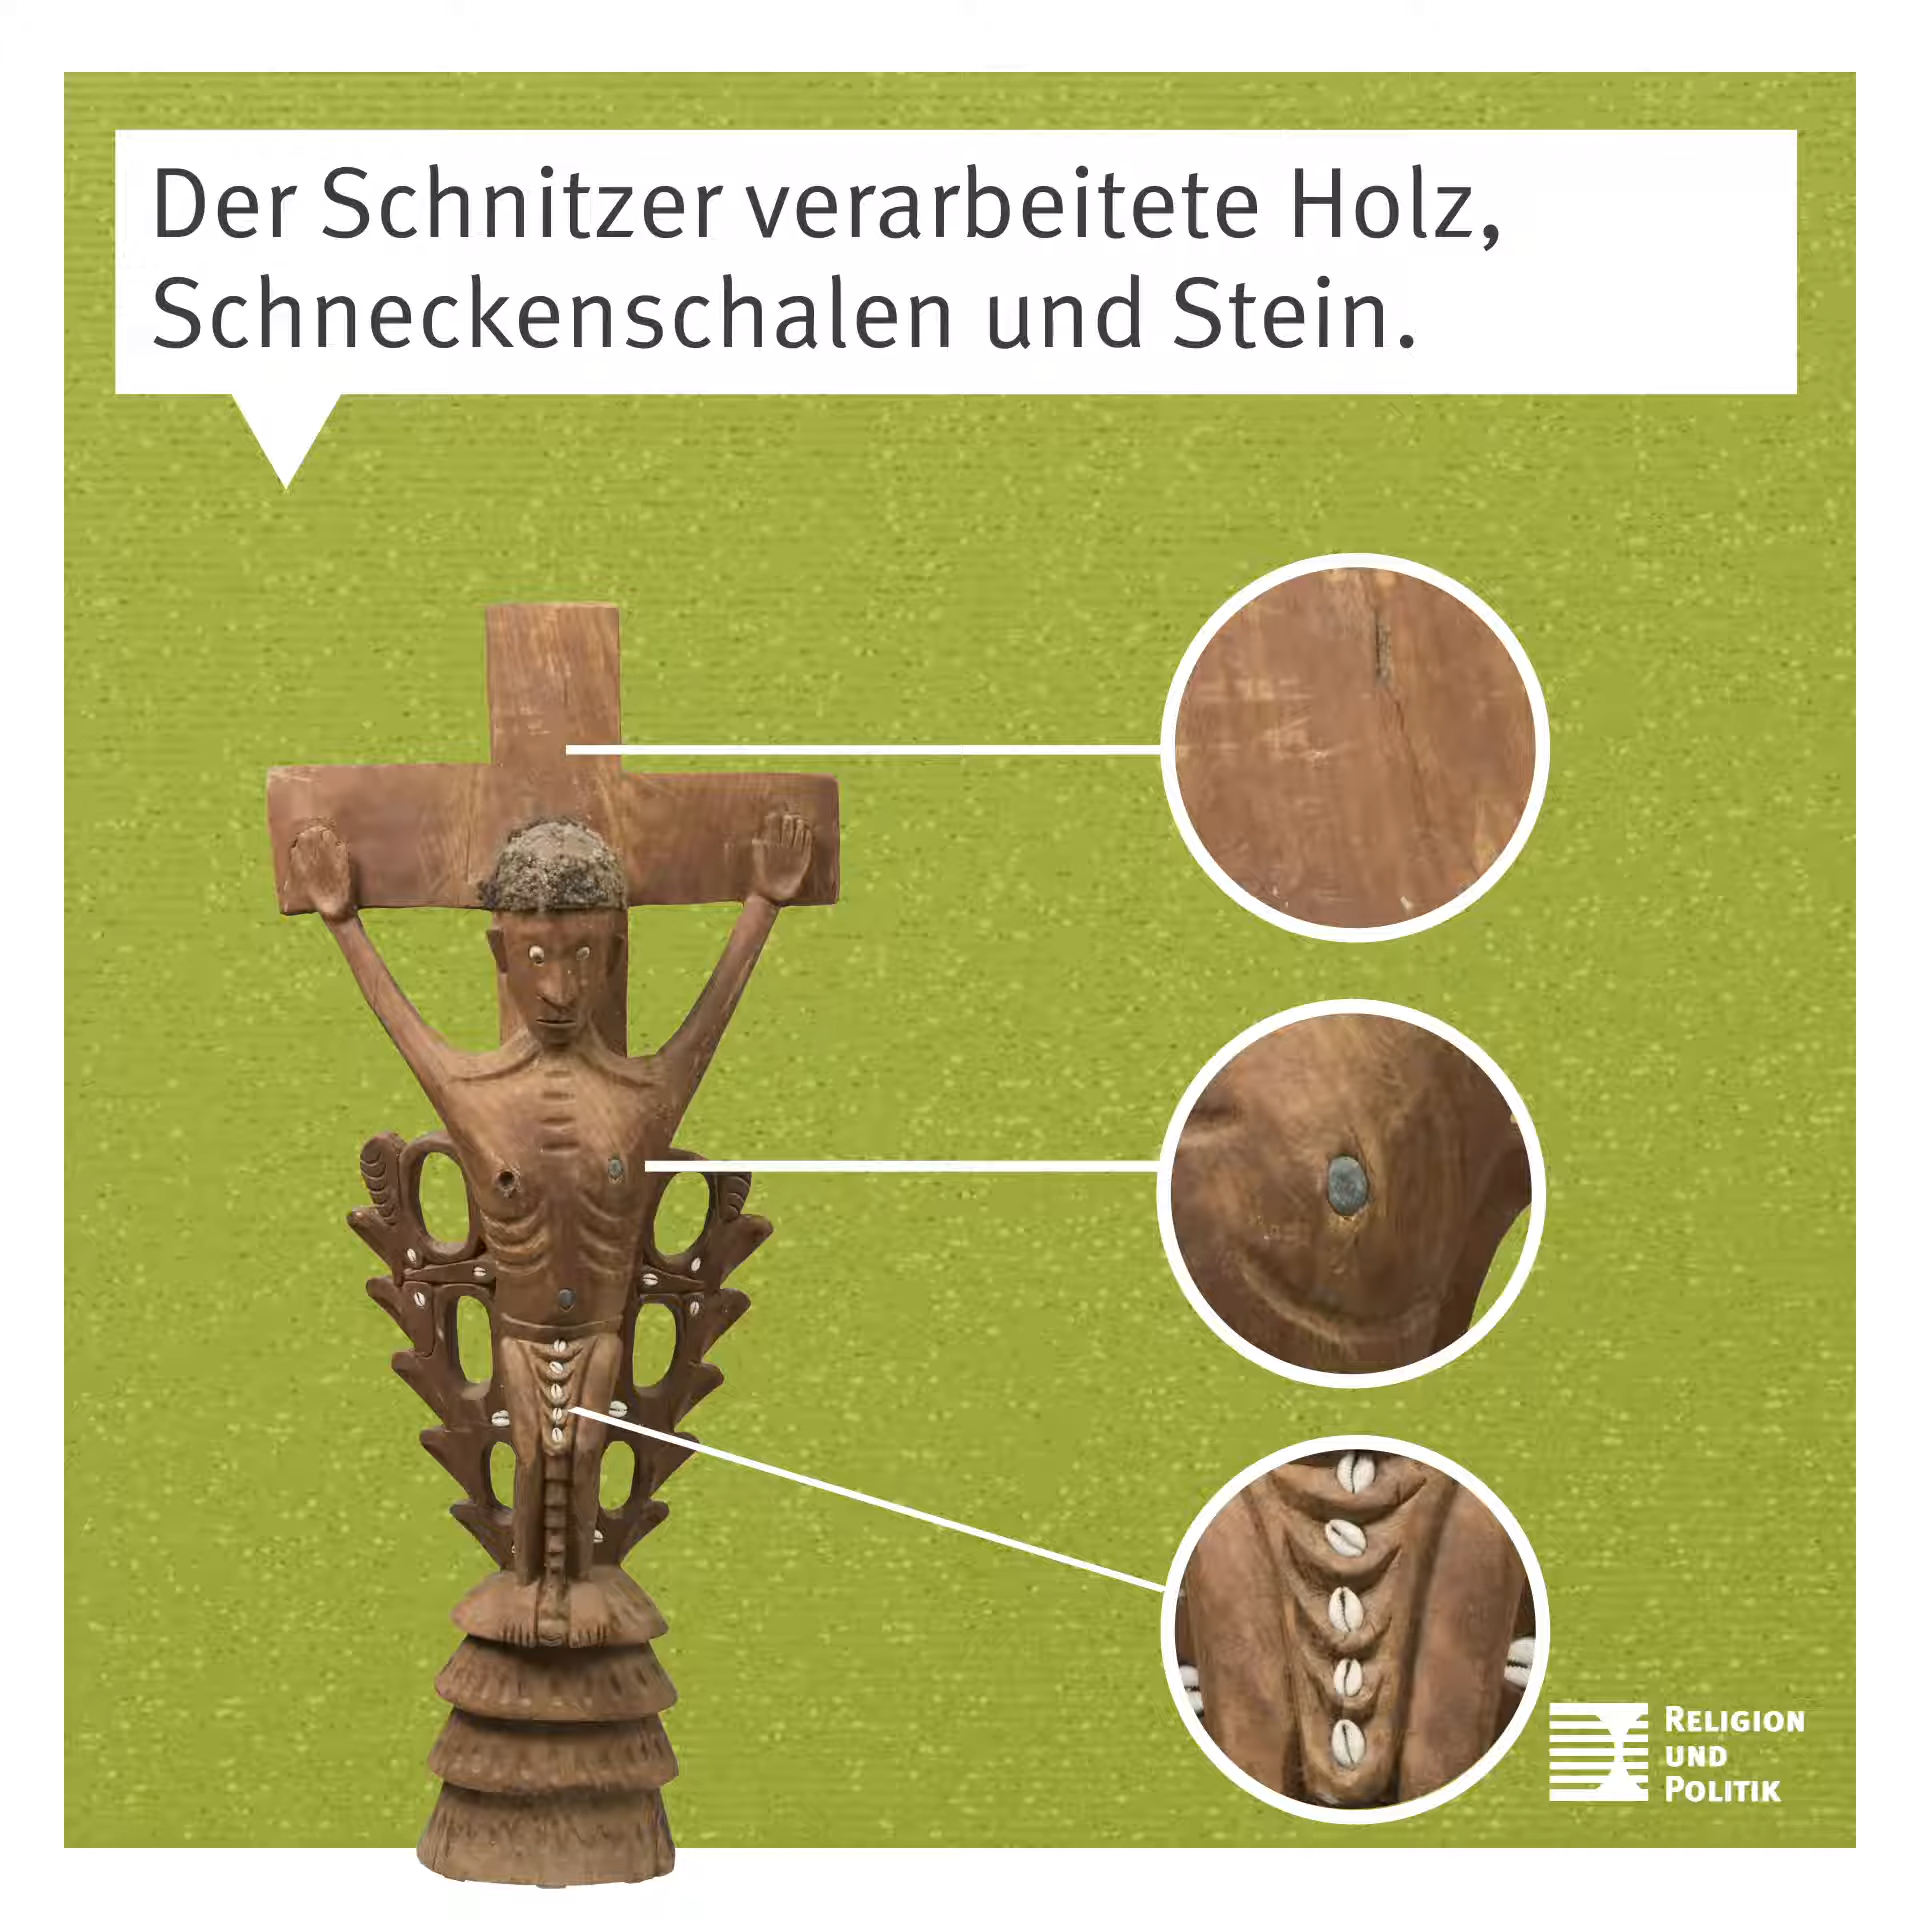 Der Schnitzer verarbeitete Holz,
Schneckenschalen und Stein.
RELIGION
UND
POLITIK